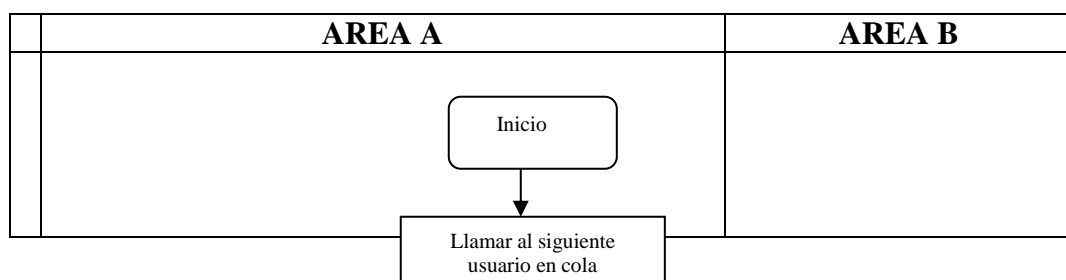 AREA A
AREA B
Inicio
Llamar al siguiente
usuario en cola